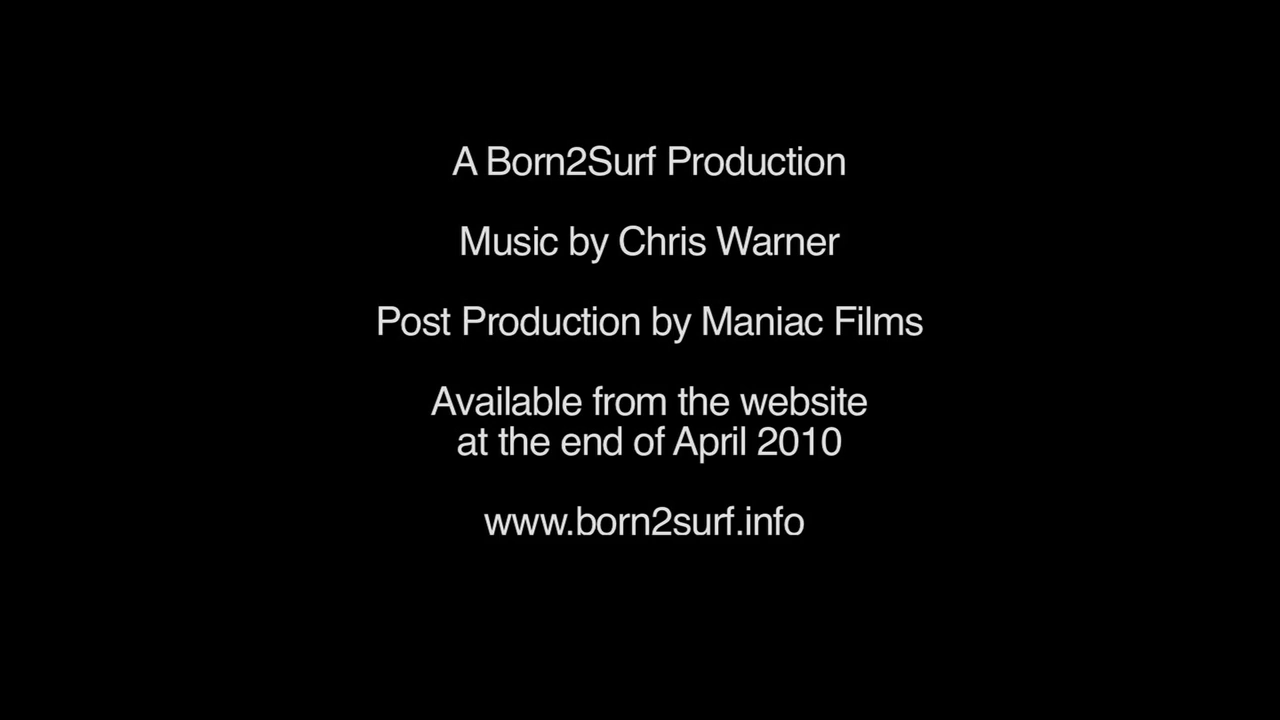 A Born2Surf Production
Music by Chris Warner
Post Production by Maniac Films
Available from the website
at the end of April 2010
www.born2surf.info